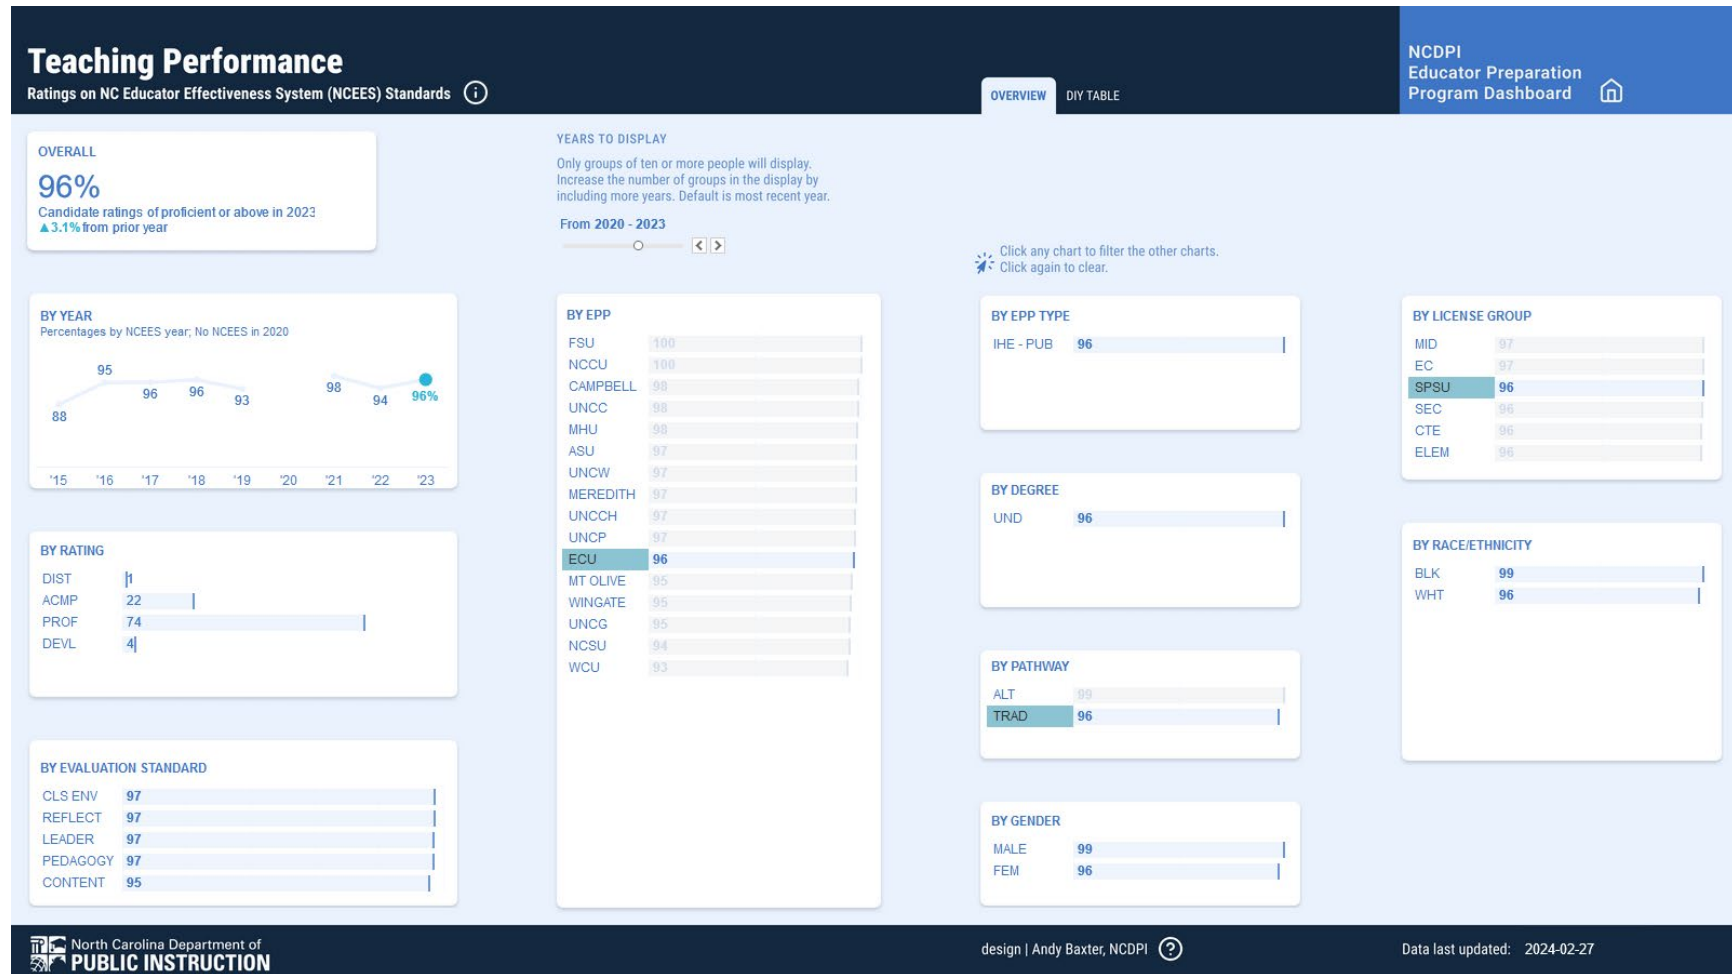 Teaching Performance
Ratings on NC Educator Effectiveness System (NCEES) Standards
OVERVIEW
DIY TABLE
NCDPI
Educator Preparation
Program Dashboard
OVERALL
96%
Candidate ratings of proficient or above in 2023
▲3.1% from prior year
YEARS TO DISPLAY
Only groups of ten or more people will display.
Increase the number of groups in the display by
including more years. Default is most recent year.
From 2020 - 2023
Click any chart to filter the other charts.
Click again to clear.
BY YEAR
Percentages by NCEES year; No NCEES in 2020
88 95 96 96 93 98 94 96%
'15 '16 '17 '18 '19 '20 '21 '22 '23
BY RATING
DIST 1
ACMP 22
PROF 74
DEVL 4
BY EVALUATION STANDARD
CLS ENV 97
REFLECT 97
LEADER 97
PEDAGOGY 97
CONTENT 95
BY EPP
FSU 100
NCCU 100
CAMPBELL 98
UNCC 98
MHU 98
ASU 97
UNCW 97
MEREDITH 97
UNCCH 97
UNCP 97
ECU 96
MT OLIVE 95
WINGATE 95
UNCG 95
NCSU 94
WCU 93
BY EPP TYPE
IHE - PUB 96
BY DEGREE
UND 96
BY PATHWAY
ALT 99
TRAD 96
BY GENDER
MALE 99
FEM 96
BY LICENSE GROUP
MID 97
EC 97
SPSU 96
SEC 96
CTE 96
ELEM 96
BY RACE/ETHNICITY
BLK 99
WHT 96
North Carolina Department of
PUBLIC INSTRUCTION
design | Andy Baxter, NCDPI
Data last updated: 2024-02-27